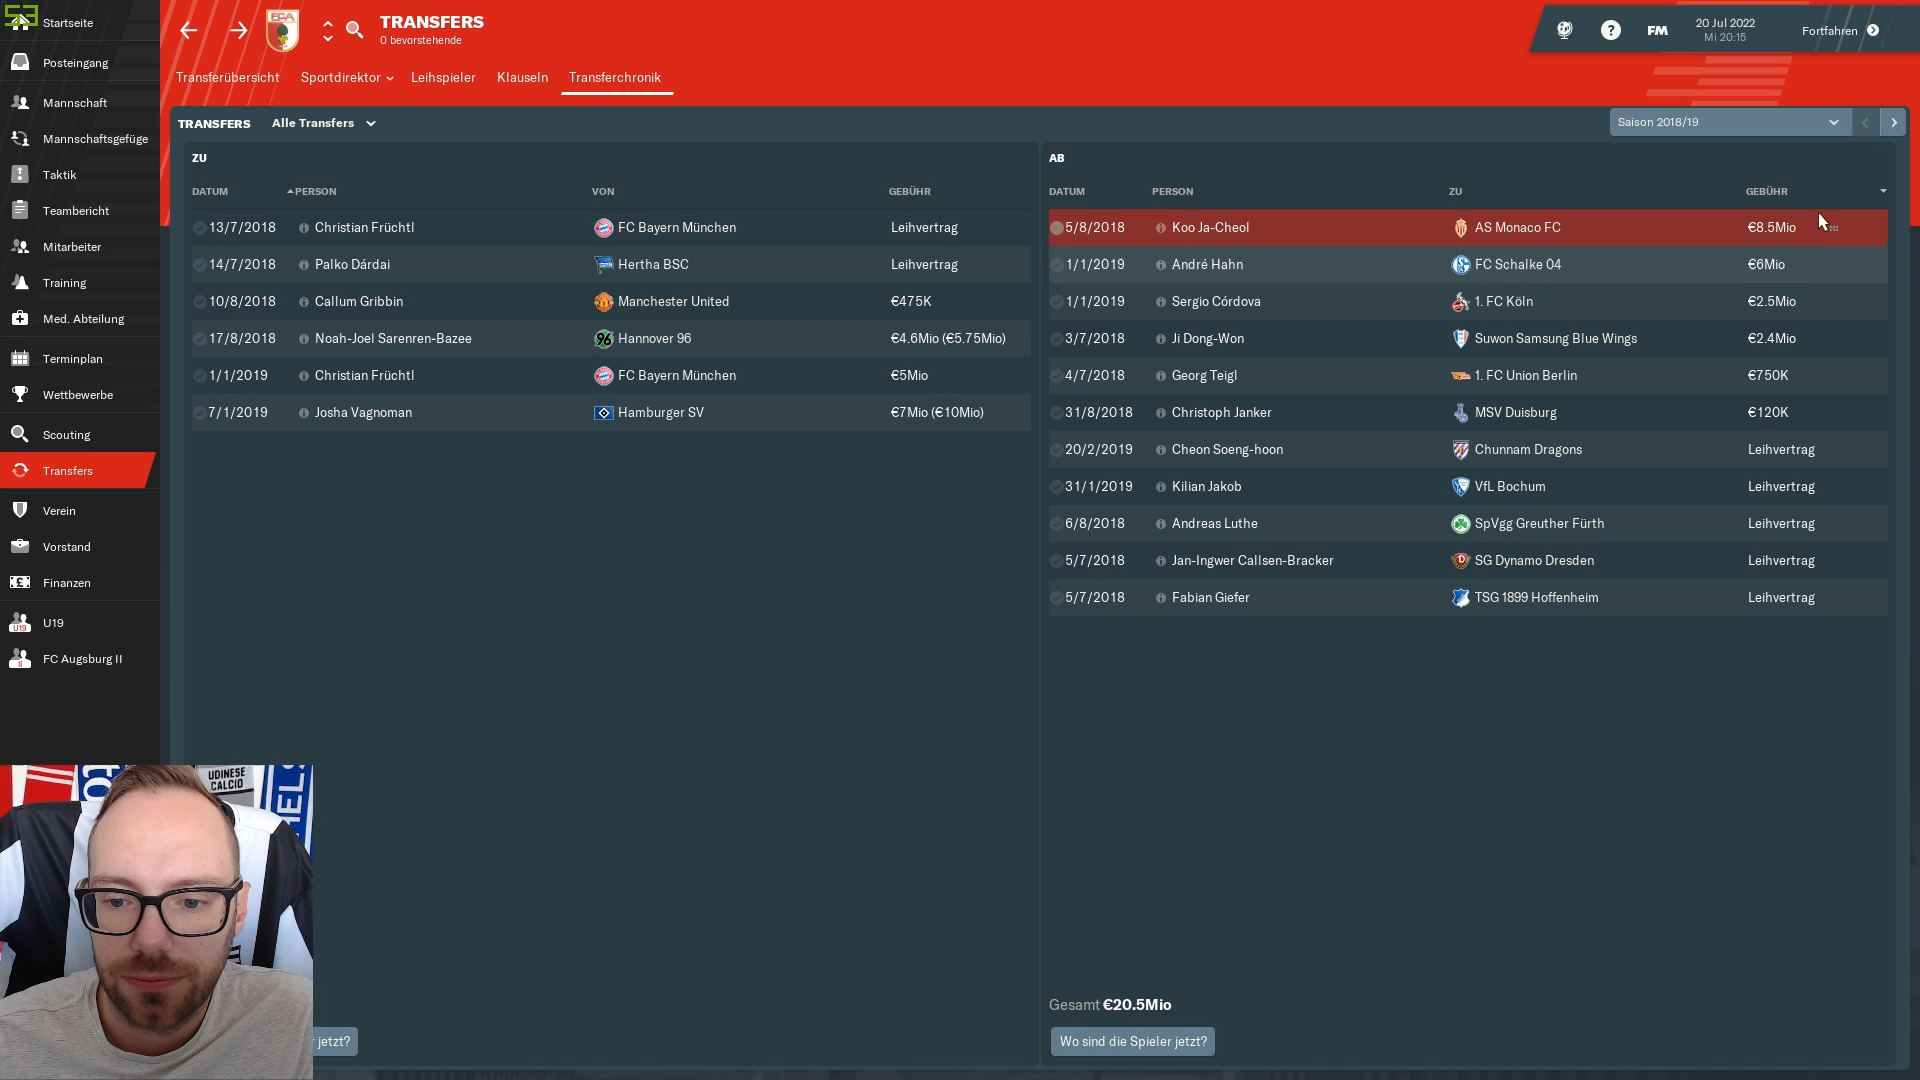 Startseite
Posteingang
Mannschaft
Mannschaftsgefüge
Taktik
Teambericht
Mitarbeiter
Training
Med. Abteilung
Terminplan
Wettbewerbe
Scouting
Transfers
Verein
Vorstand
Finanzen
U19
FC Augsburg II
TRANSFERS
0 bevorstehende
FM
20 Jul 2022
Mi 20:15
Fortfahren
Transferübersicht Sportdirektor Leihspieler Klauseln Transferchronik
TRANSFERS Alle Transfers
Saison 2018/19
ZU
DATUM PERSON VON GEBÜHR
13/7/2018 Christian Früchtl FC Bayern München Leihvertrag
14/7/2018 Palko Dárdai Hertha BSC Leihvertrag
10/8/2018 Callum Gribbin Manchester United €475K
17/8/2018 Noah-Joel Sarenren-Bazee Hannover 96 €4.6Mio (€5.75Mio)
1/1/2019 Christian Früchtl FC Bayern München €5Mio
7/1/2019 Josha Vagnoman Hamburger SV €7Mio (€10Mio)
AB
DATUM PERSON ZU GEBÜHR
5/8/2018 Koo Ja-Cheol AS Monaco FC €8.5Mio
1/1/2019 André Hahn FC Schalke 04 €6Mio
1/1/2019 Sergio Córdova 1. FC Köln €2.5Mio
3/7/2018 Ji Dong-Won Suwon Samsung Blue Wings €2.4Mio
4/7/2018 Georg Teigl 1. FC Union Berlin €750K
31/8/2018 Christoph Janker MSV Duisburg €120K
20/2/2019 Cheon Soeng-hoon Chunnam Dragons Leihvertrag
31/1/2019 Kilian Jakob VfL Bochum Leihvertrag
6/8/2018 Andreas Luthe SpVgg Greuther Fürth Leihvertrag
5/7/2018 Jan-Ingwer Callsen-Bracker SG Dynamo Dresden Leihvertrag
5/7/2018 Fabian Giefer TSG 1899 Hoffenheim Leihvertrag
Gesamt €20.5Mio
jetzt?
Wo sind die Spieler jetzt?
UDINESE
CALCIO